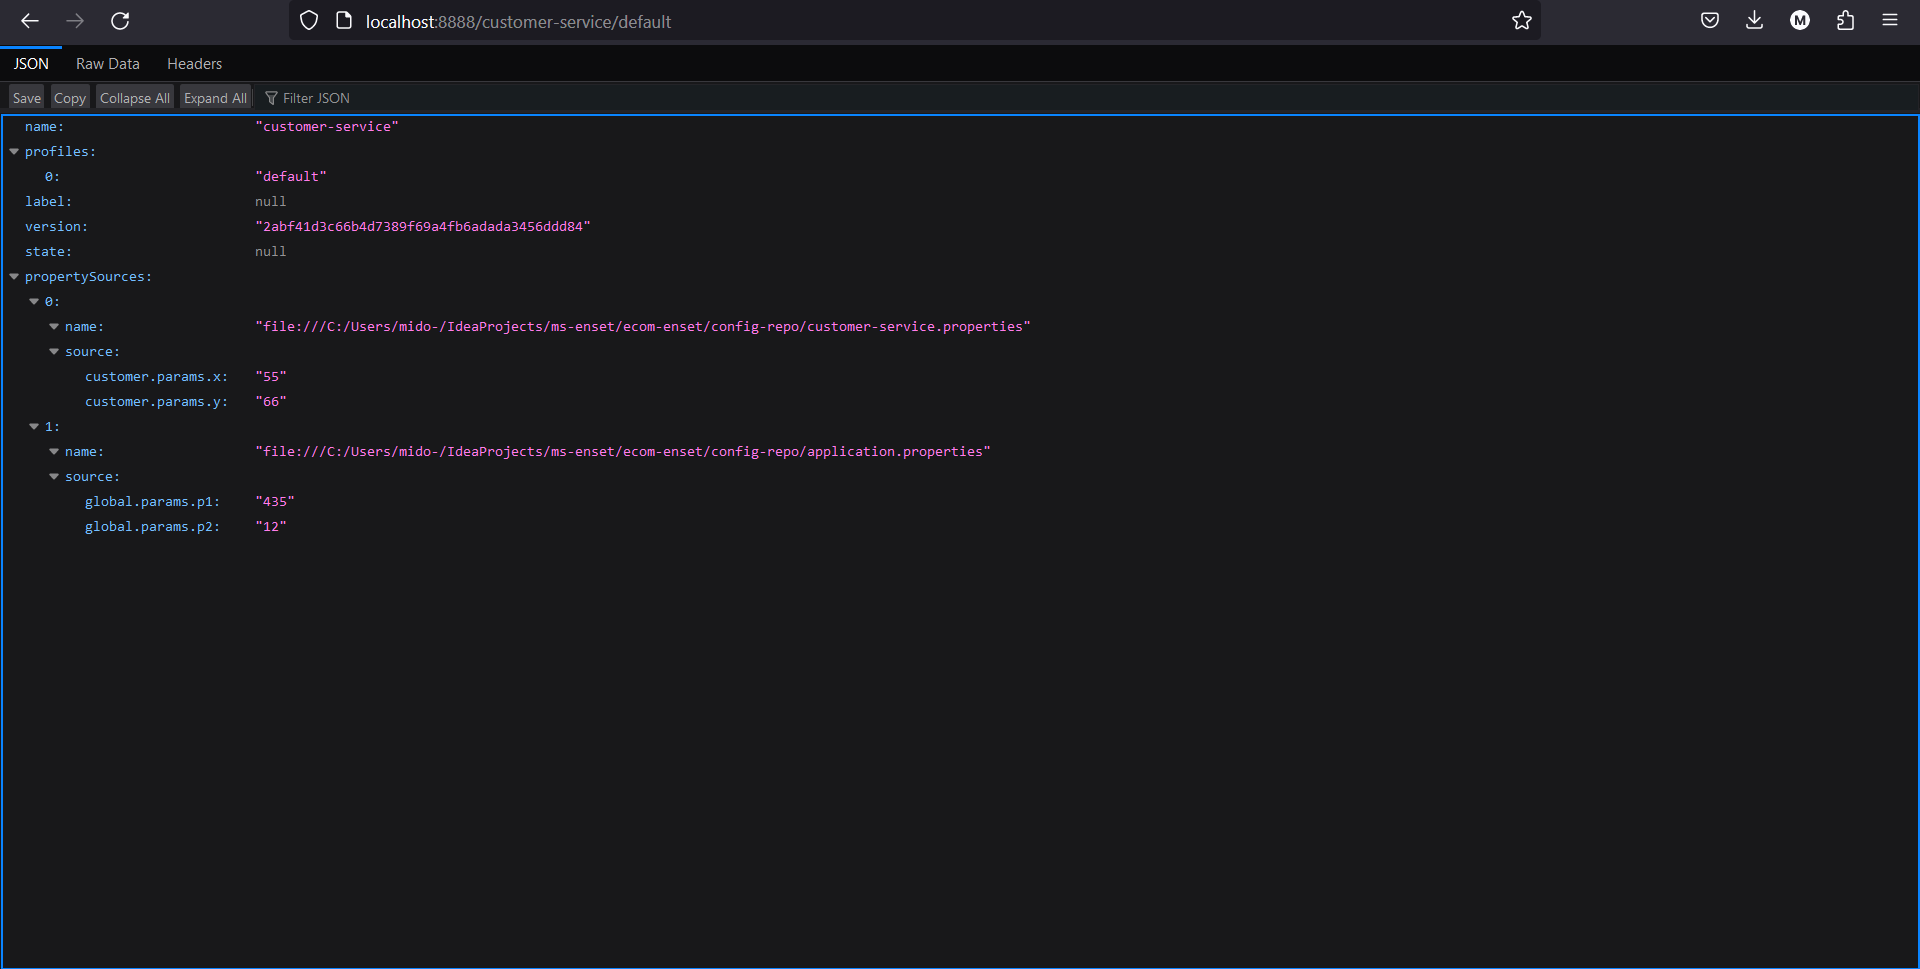 localhost:8888/customer-service/default
M
JSON Raw Data Headers
Save Copy Collapse All Expand All Filter JSON
name: "customer-service"
profiles:
0: "default"
label: null
version: "2abf41d3c66b4d7389f69a4fb6adada3456ddd84"
state: null
propertySources:
0:
name: "file:///C:/Users/mido-/IdeaProjects/ms-enset/ecom-enset/config-repo/customer-service.properties"
source:
customer.params.x: "55"
customer.params.y: "66"
1:
name: "file:///C:/Users/mido-/IdeaProjects/ms-enset/ecom-enset/config-repo/application.properties"
source:
global.params.p1: "435"
global.params.p2: "12"